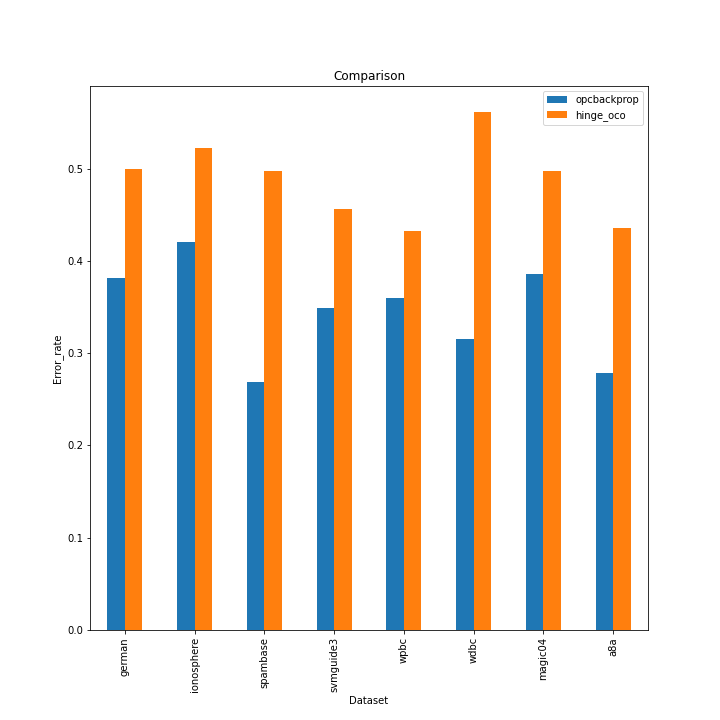 Comparison
opcbackprop
hinge_oco
Error_rate
0.5
0.4
0.3
0.2
0.1
0.0
german
ionosphere
spambase
svmguide3
wpbc
wdbc
magic04
a8a
Dataset